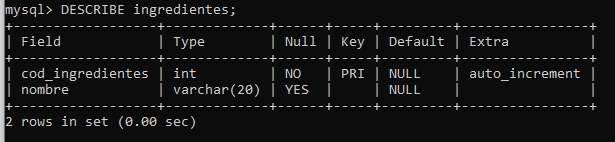 mysql> DESCRIBE ingredientes;
+------------------+-------------+------+-----+---------+----------------+
| Field            | Type        | Null | Key | Default | Extra          |
+------------------+-------------+------+-----+---------+----------------+
| cod_ingredientes | int         | NO   | PRI | NULL    | auto_increment |
| nombre           | varchar(20) | YES  |     | NULL    |                |
+------------------+-------------+------+-----+---------+----------------+
2 rows in set (0.00 sec)